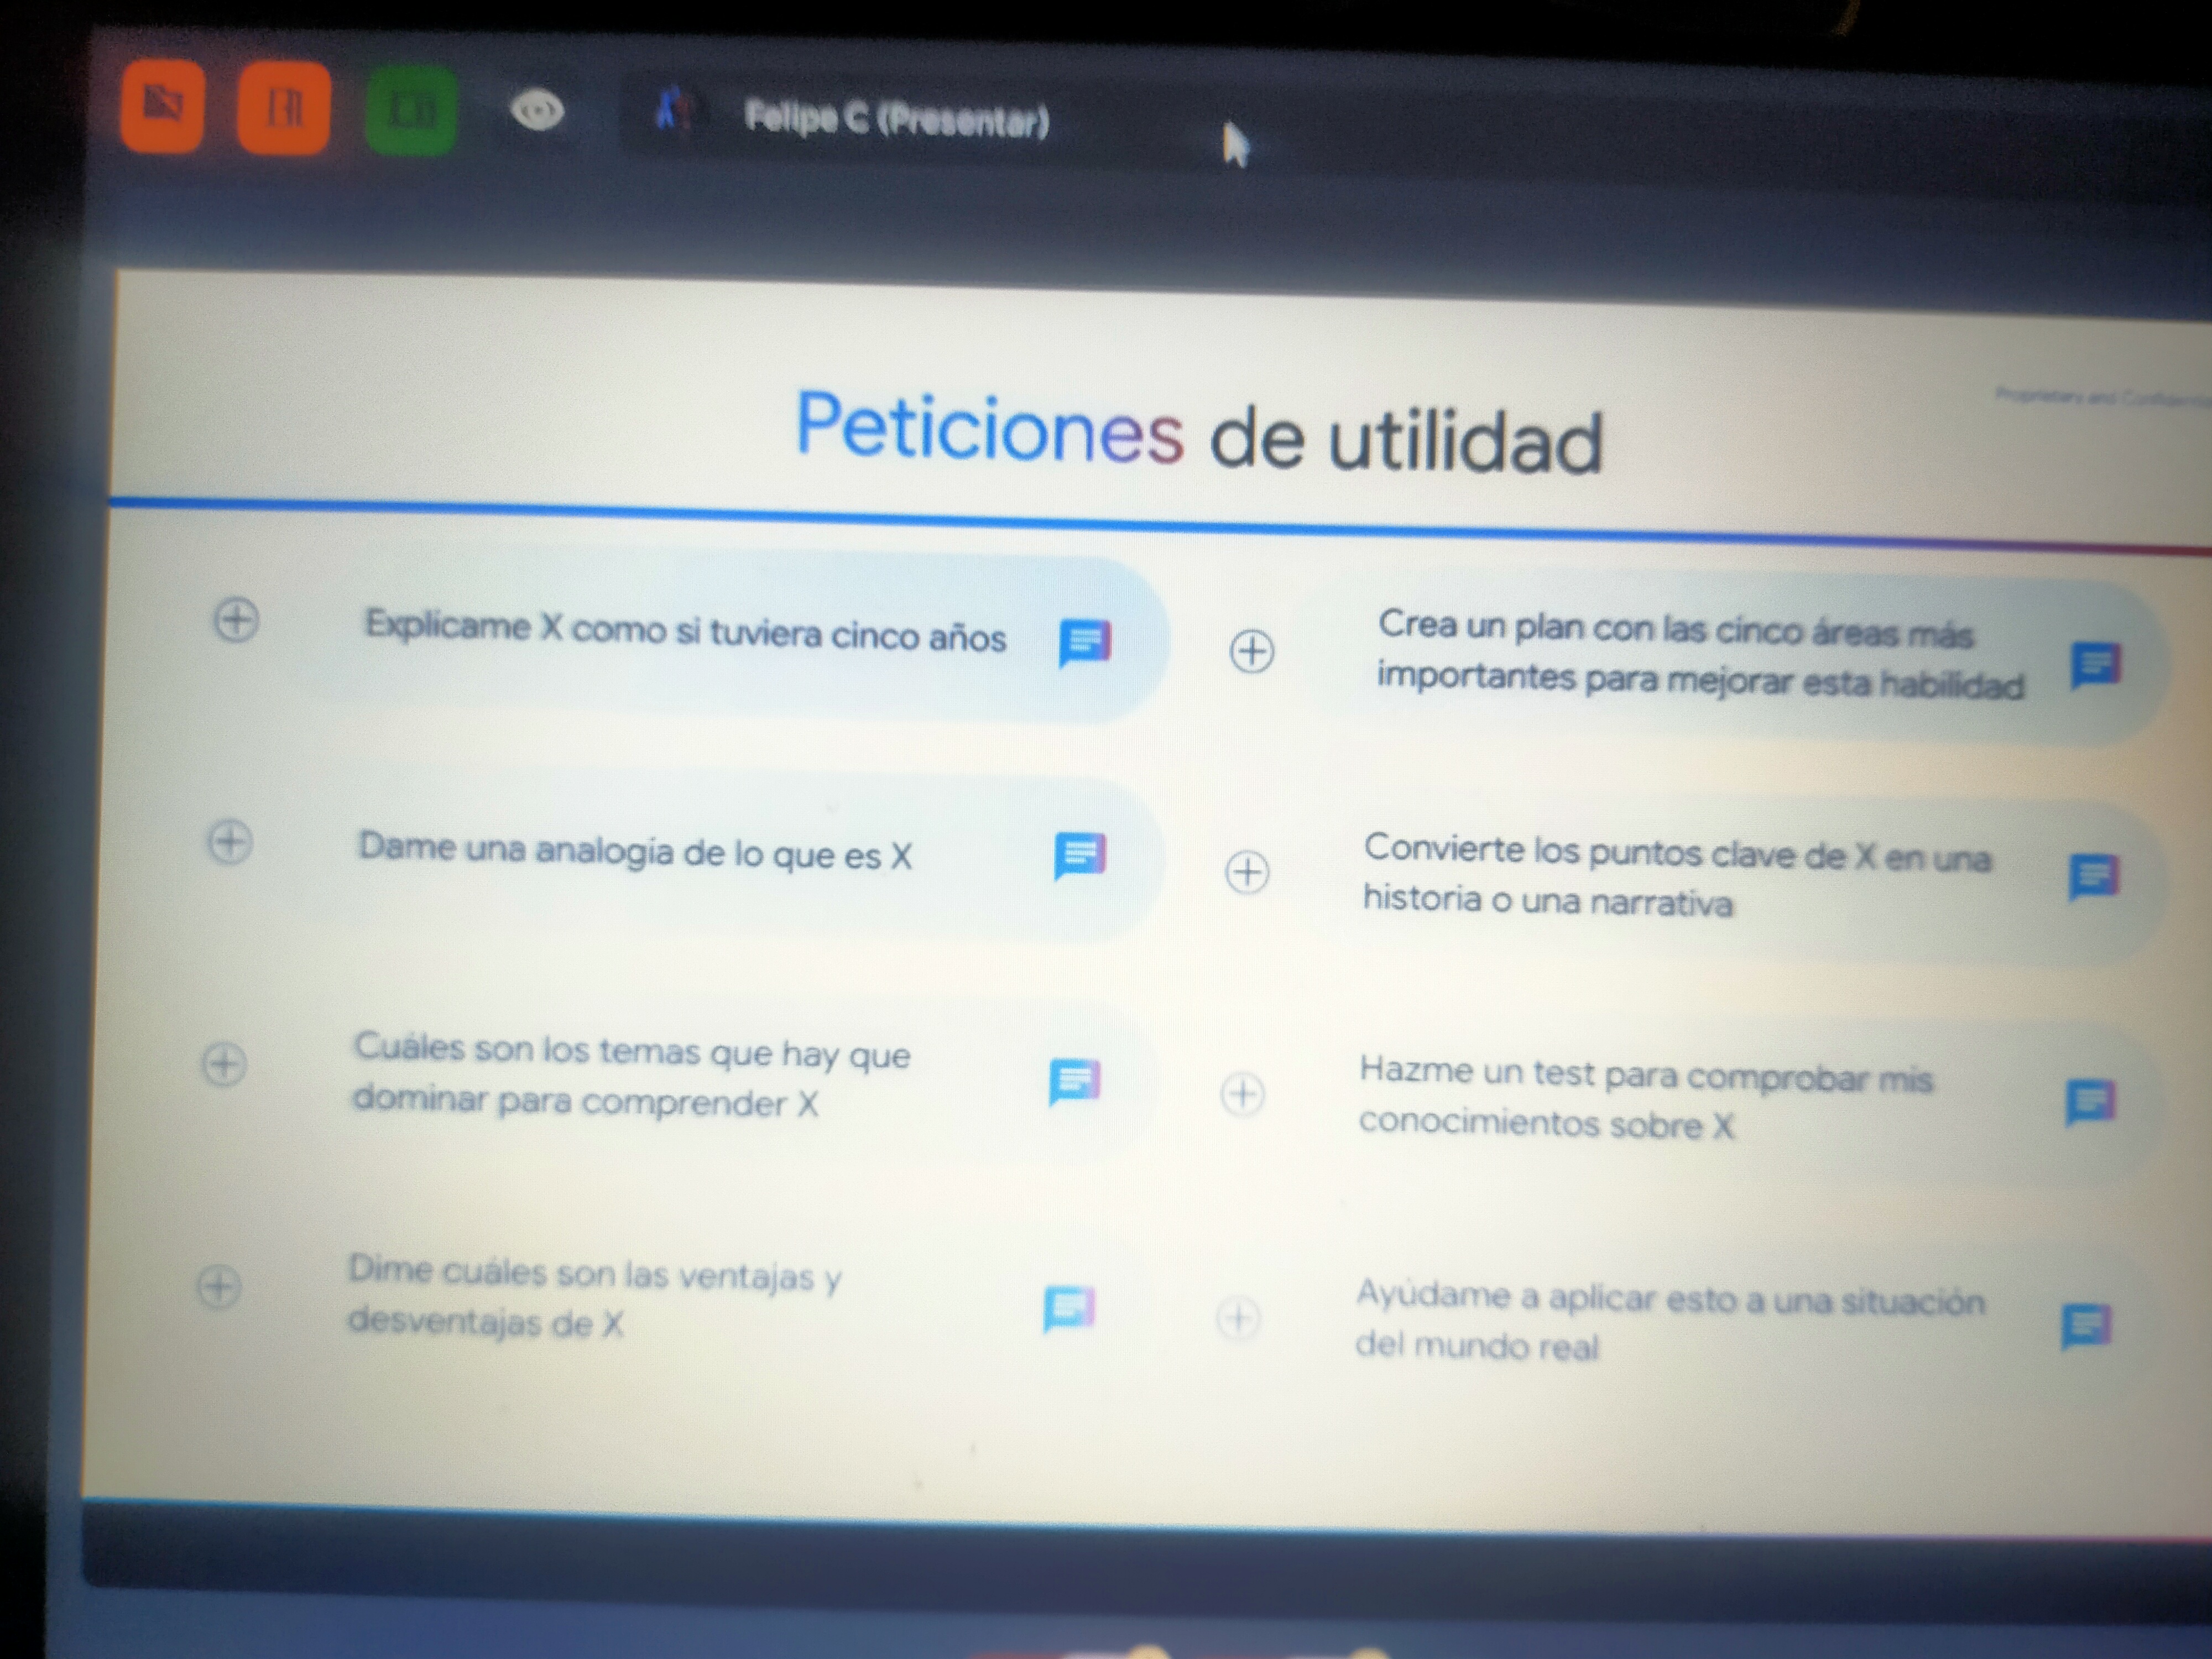 Felipe C (Presentar)
Proprietary and
Peticiones de utilidad
Explícame X como si tuviera cinco años
Dame una analogía de lo que es X
Cuáles son los temas que hay que
dominar para comprender X
Dime cuáles son las ventajas y
desventajas de X
Crea un plan con las cinco áreas más
importantes para mejorar esta habilidad
Convierte los puntos clave de X en una
historia o una narrativa
Hazme un test para comprobar mis
conocimientos sobre X
Ayúdame a aplicar esto a una situación
del mundo real